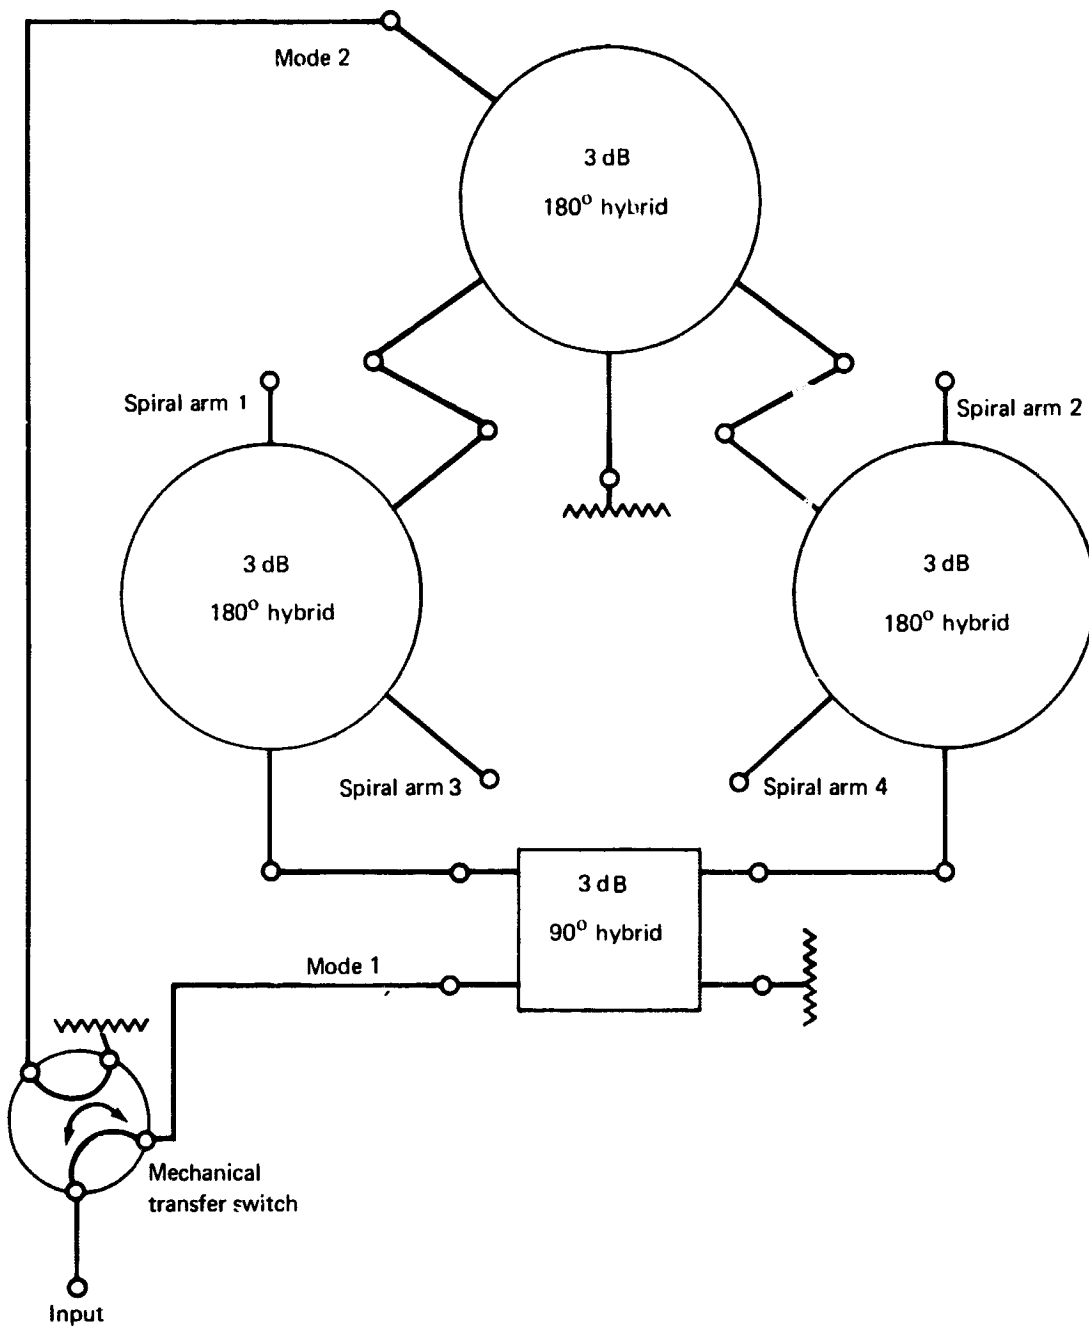 Mode 2
3 dB
180° hybrid
Spiral arm 1
Spiral arm 2
3 dB
180° hybrid
3 dB
180° hybrid
Spiral arm 3
Spiral arm 4
3 dB
90° hybrid
Mode 1
Mechanical
transfer switch
Input